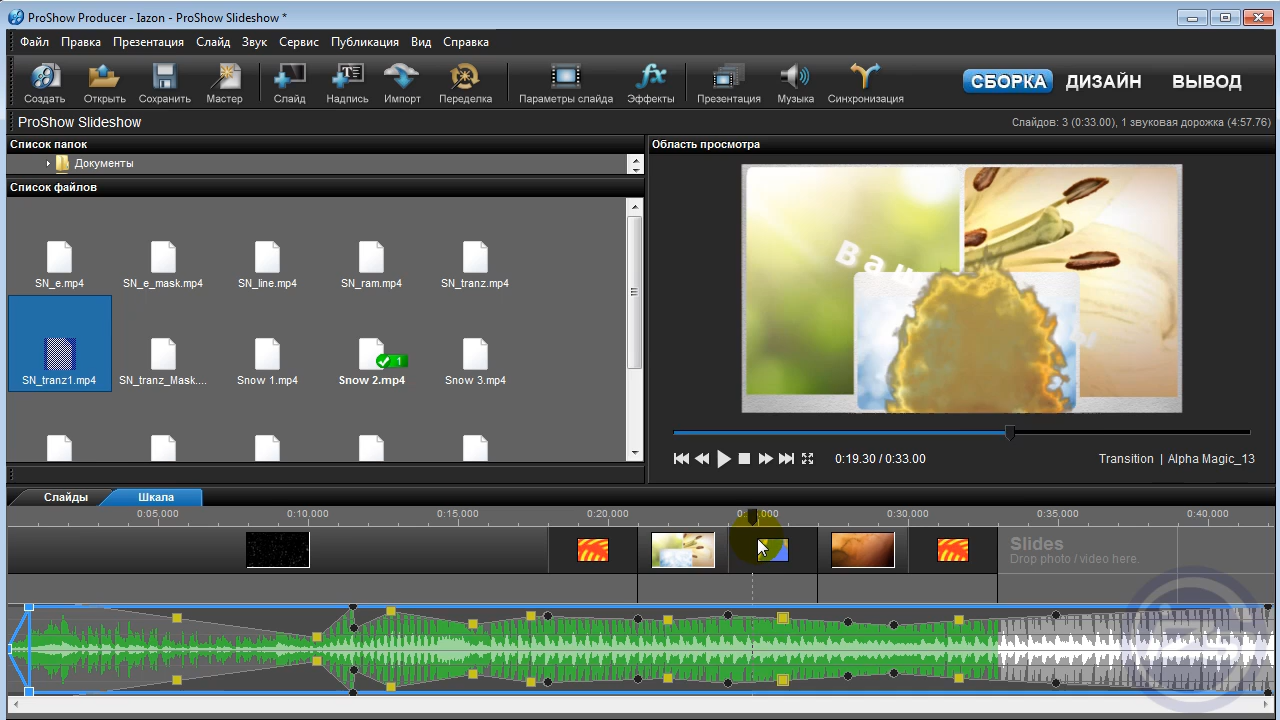 ProShow Producer - Iazon - ProShow Slideshow *
Файл Правка Презентация Слайд Звук Сервис Публикация Вид Справка
Создать Открыть Сохранить Мастер Слайд Надпись Импорт Переделка Параметры слайда Эффекты Презентация Музыка Синхронизация
СБОРКА ДИЗАЙН ВЫВОД
ProShow Slideshow
Слайдов: 3 (0:33.00), 1 звуковая дорожка (4:57.76)
Список папок
Документы
Список файлов
SN_e.mp4 SN_e_mask.mp4 SN_line.mp4 SN_ram.mp4 SN_tranz.mp4
1
SN_tranz1.mp4 SN_tranz_Mask.... Snow 1.mp4 Snow 2.mp4 Snow 3.mp4
Область просмотра
0:19.30 / 0:33.00
Transition | Alpha Magic_13
Слайды Шкала
0:05.000 0:10.000 0:15.000 0:20.000 0:30.000 0:35.000 0:40.000
Slides
Drop photo / video here.